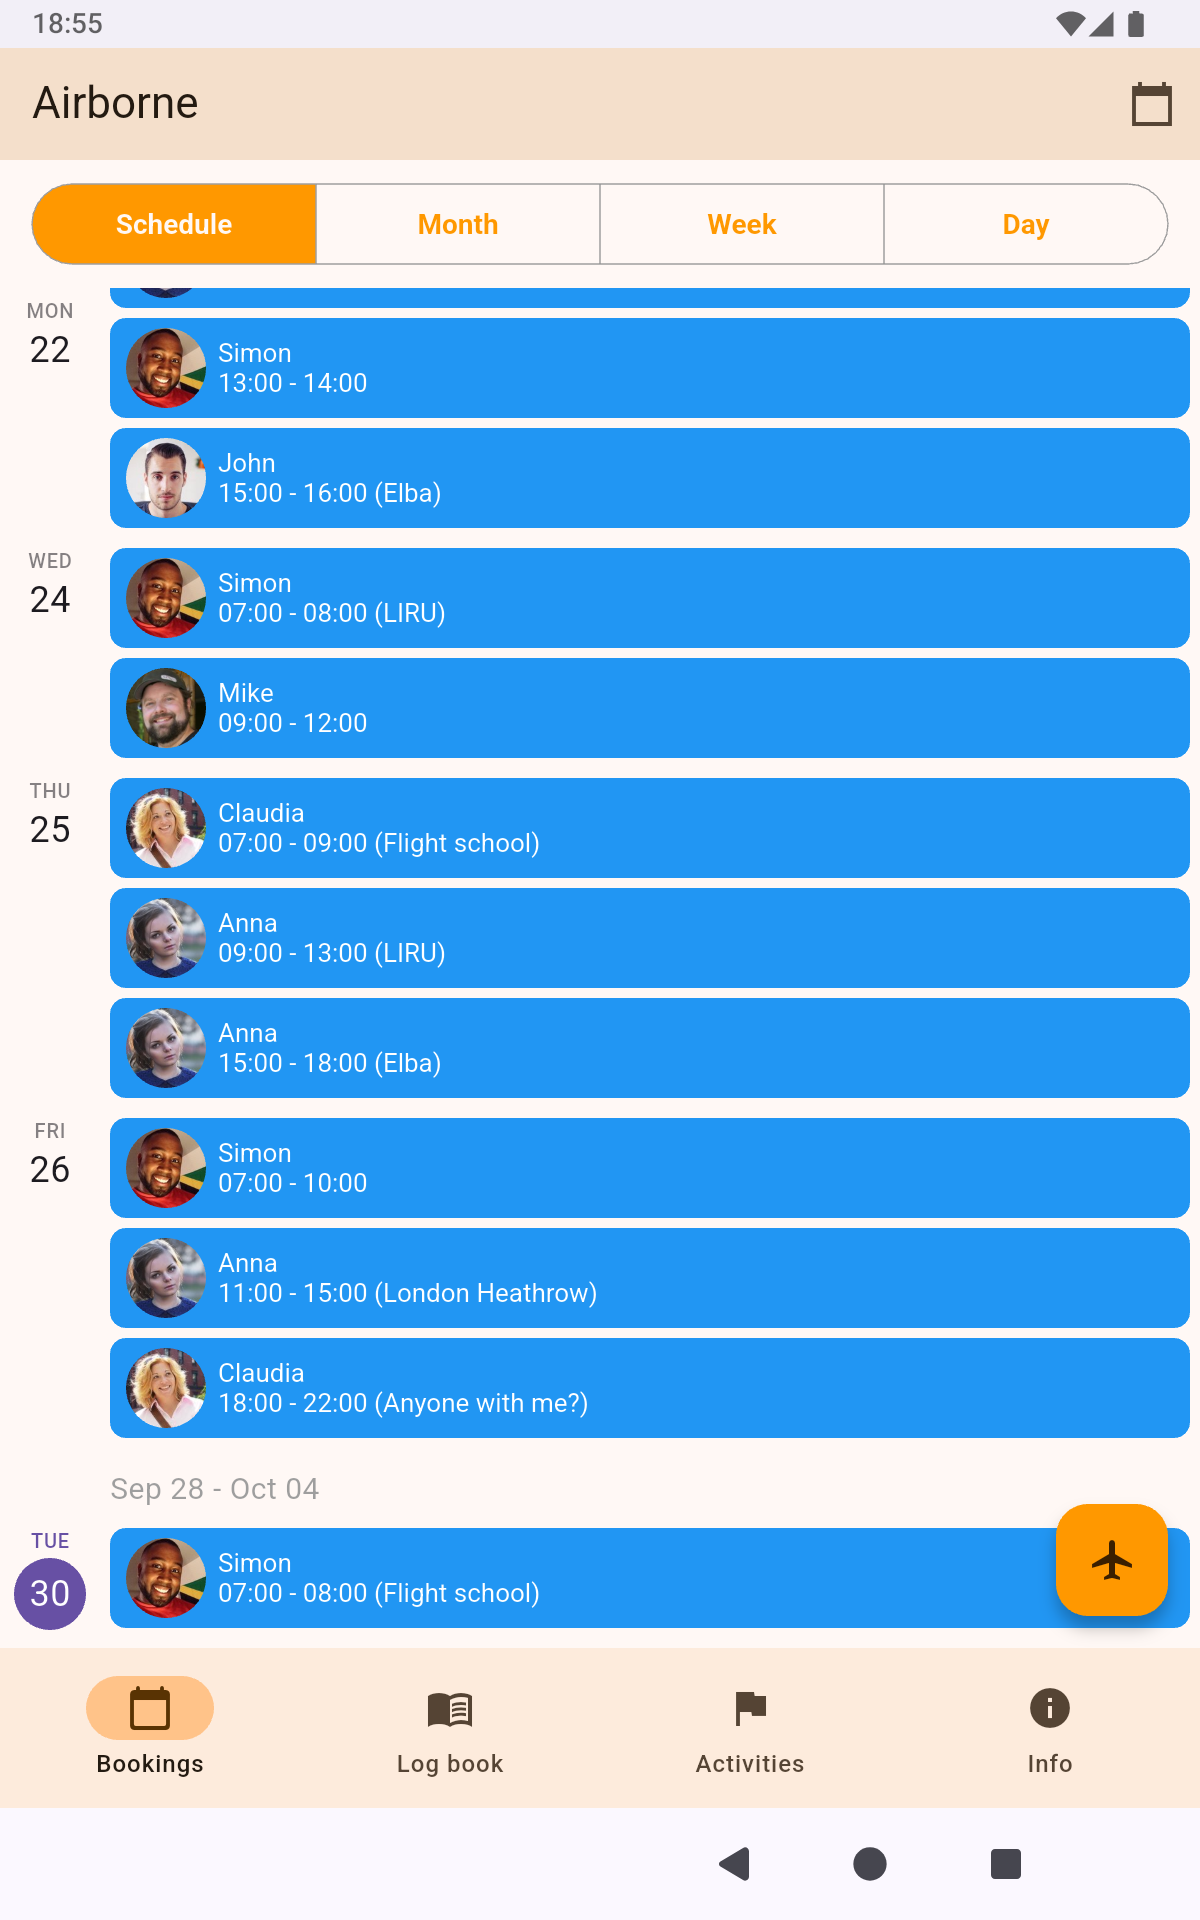 18:55
Airborne
Schedule
Month
Week
Day
MON
22
Simon
13:00 - 14:00
John
15:00 - 16:00 (Elba)
WED
24
Simon
07:00 - 08:00 (LIRU)
Mike
09:00 - 12:00
THU
25
Claudia
07:00 - 09:00 (Flight school)
Anna
09:00 - 13:00 (LIRU)
Anna
15:00 - 18:00 (Elba)
FRI
26
Simon
07:00 - 10:00
Anna
11:00 - 15:00 (London Heathrow)
Claudia
18:00 - 22:00 (Anyone with me?)
Sep 28 - Oct 04
TUE
30
Simon
07:00 - 08:00 (Flight school)
Bookings
Log book
Activities
Info